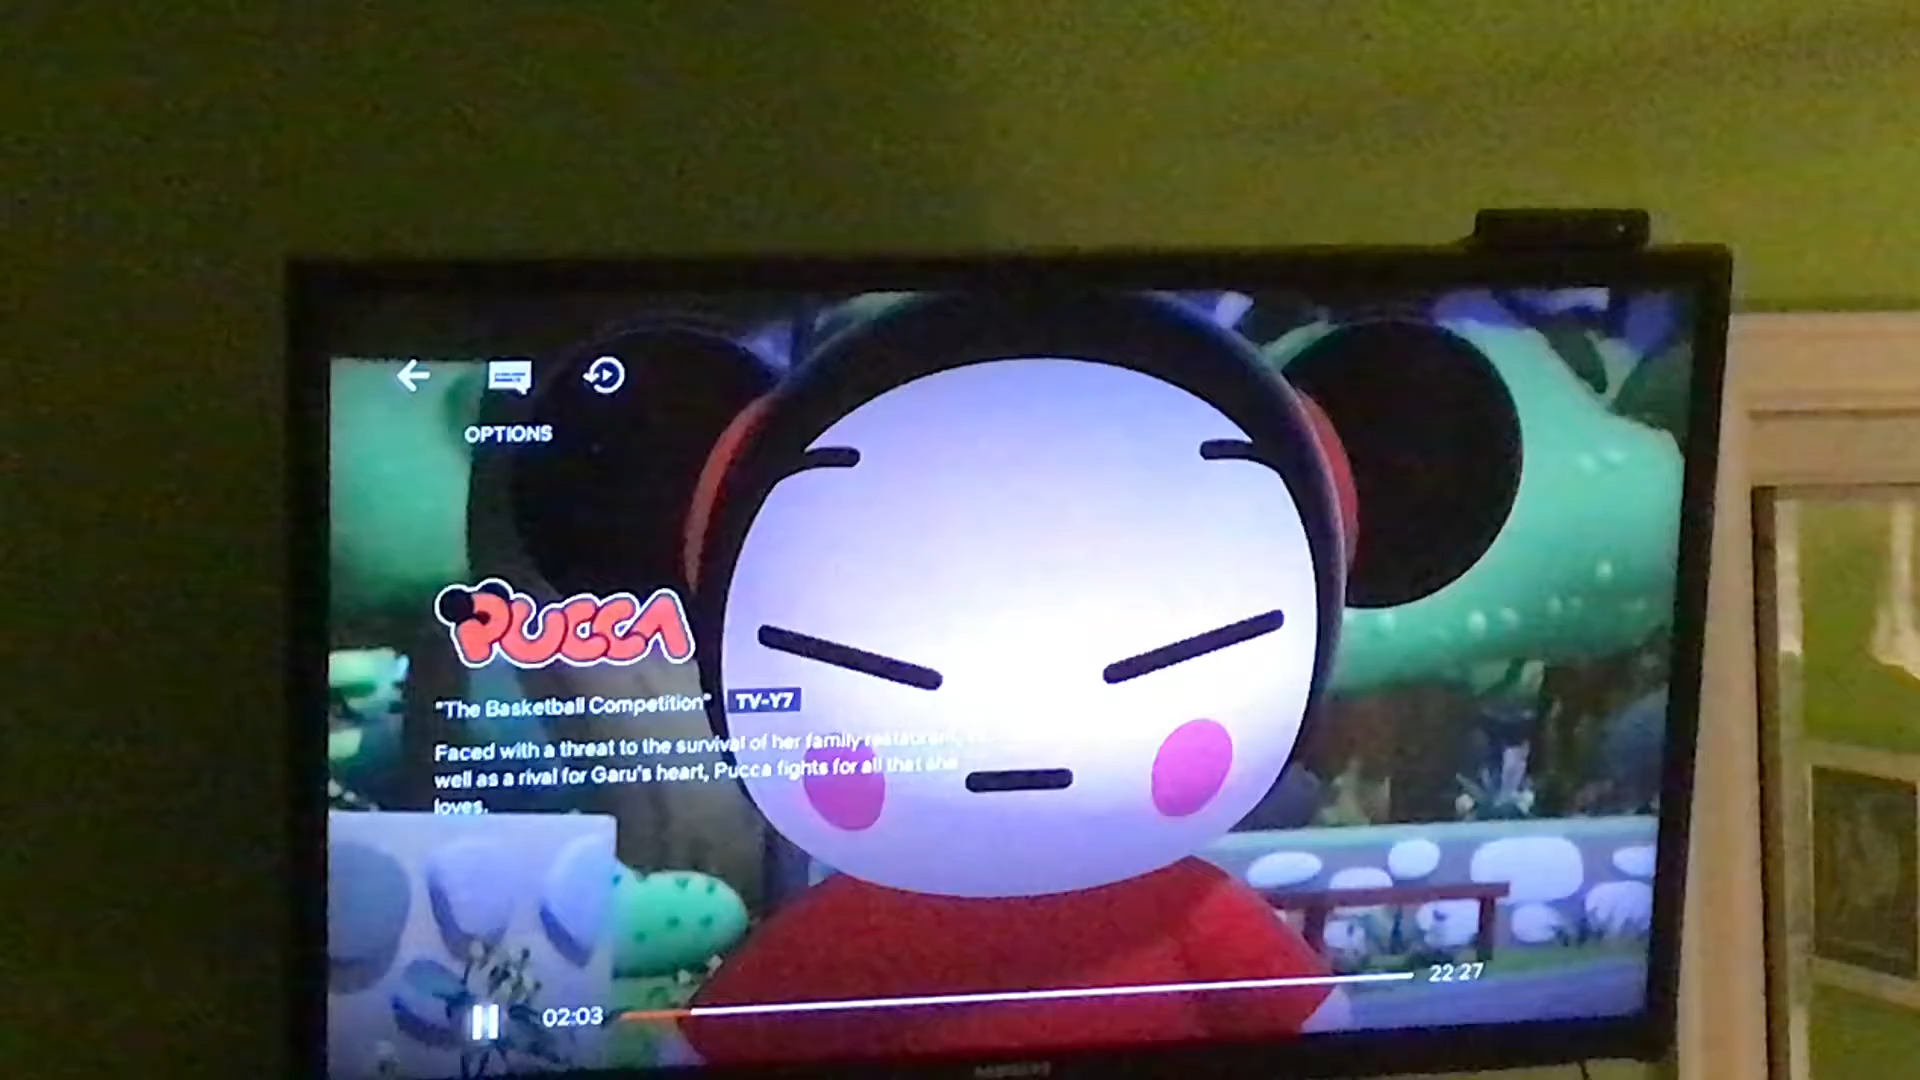 OPTIONS
PUCCA
"The Basketball Competition" TV-Y7
Faced with a threat to the survival of her family restaurant,
well as a rival for Garu's heart, Pucca fights for all that she
loves.
02:03 22:27